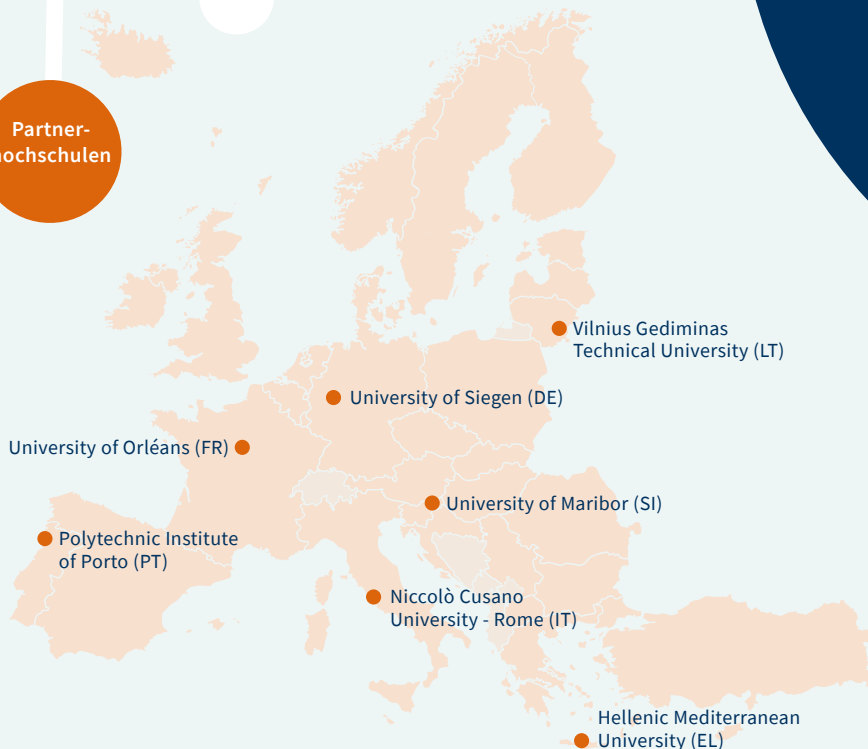 Partner-
hochschulen
Vilnius Gediminas
Technical University (LT)
University of Siegen (DE)
University of Orléans (FR)
University of Maribor (SI)
Polytechnic Institute
of Porto (PT)
Niccolò Cusano
University - Rome (IT)
Hellenic Mediterranean
University (EL)